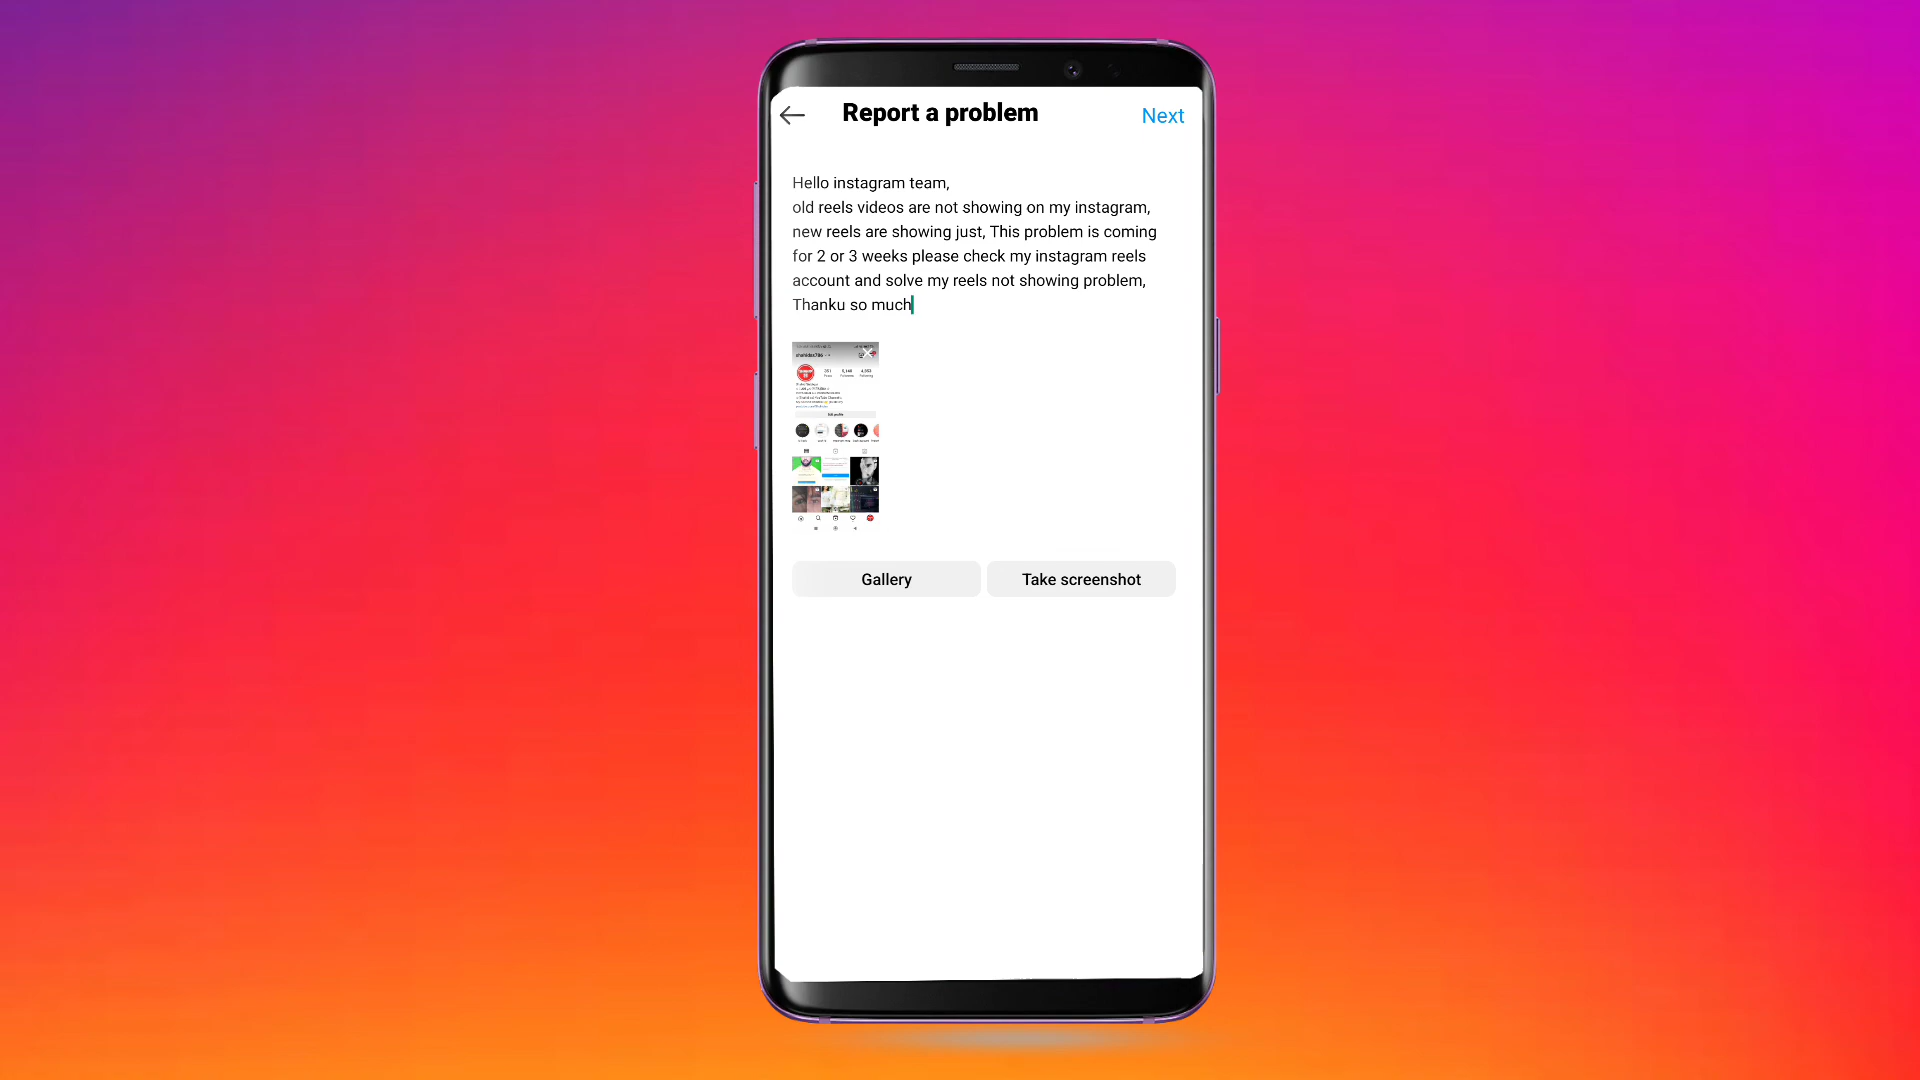 Report a problem
Next
Hello instagram team,
old reels videos are not showing on my instagram,
new reels are showing just, This problem is coming
for 2 or 3 weeks please check my instagram reels
account and solve my reels not showing problem,
Thanku so much
Edit profile
Gallery
Take screenshot